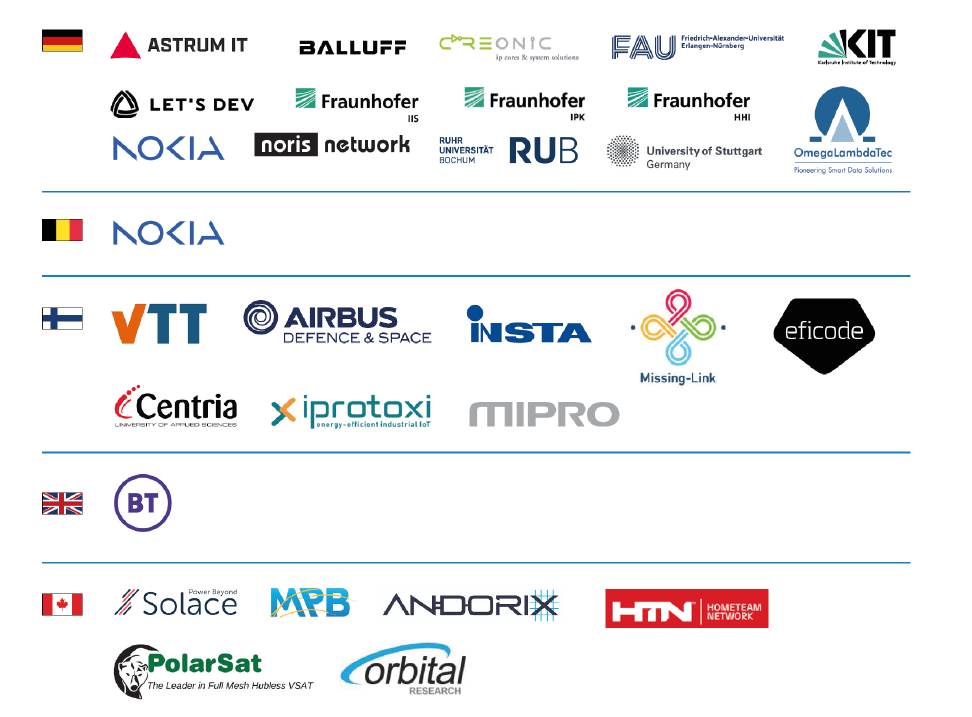 ASTRUM IT
BALLUFF
CREONIC
ip cores & system solutions
FAU
Friedrich-Alexander-Universität
Erlangen-Nürnberg
KIT
Karlsruhe Institute of Technology
LET'S DEV
Fraunhofer
IIS
Fraunhofer
IPK
Fraunhofer
HHI
NOKIA
noris network
RUHR
UNIVERSITÄT
BOCHUM
RUB
University of Stuttgart
Germany
OmegaLambdaTec
Pioneering Smart Data Solutions
NOKIA
VTT
AIRBUS
DEFENCE & SPACE
INSTA
Missing-Link
eficode
Centria
UNIVERSITY OF APPLIED SCIENCES
iprotoxi
energy-efficient industrial IoT
MIPRO
BT
Power Beyond
Solace
MPB
ANDORIX
HTN™
HOMETEAM
NETWORK
PolarSat
The Leader in Full Mesh Hubless VSAT
orbital
RESEARCH